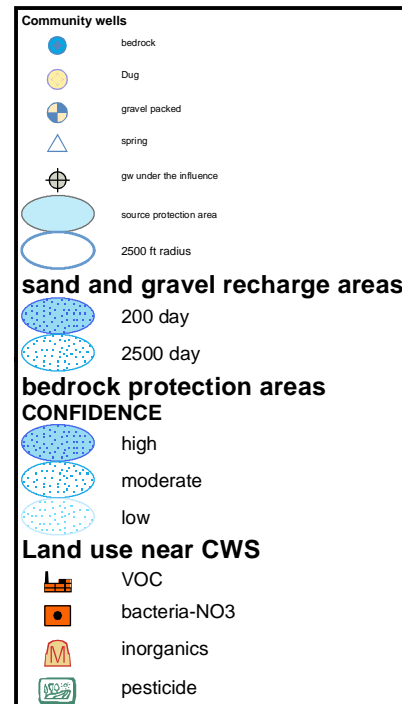 Community wells
bedrock
Dug
gravel packed
spring
gw under the influence
source protection area
2500 ft radius
sand and gravel recharge areas
200 day
2500 day
bedrock protection areas
CONFIDENCE
high
moderate
low
Land use near CWS
VOC
bacteria-NO3
M inorganics
pesticide